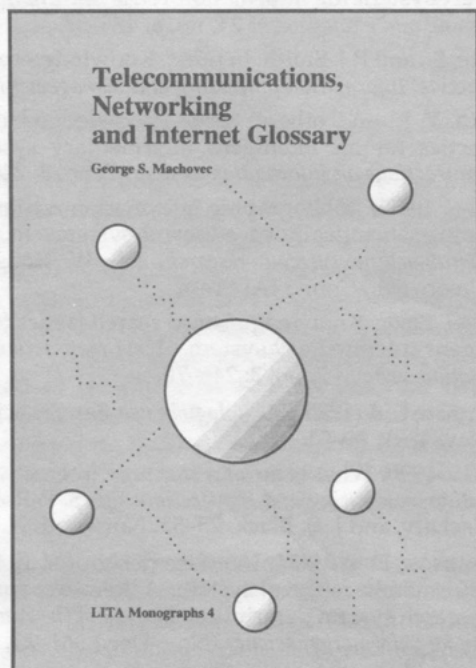 Telecommunications,
Networking
and Internet Glossary
George S. Machovec
LITA Monographs 4